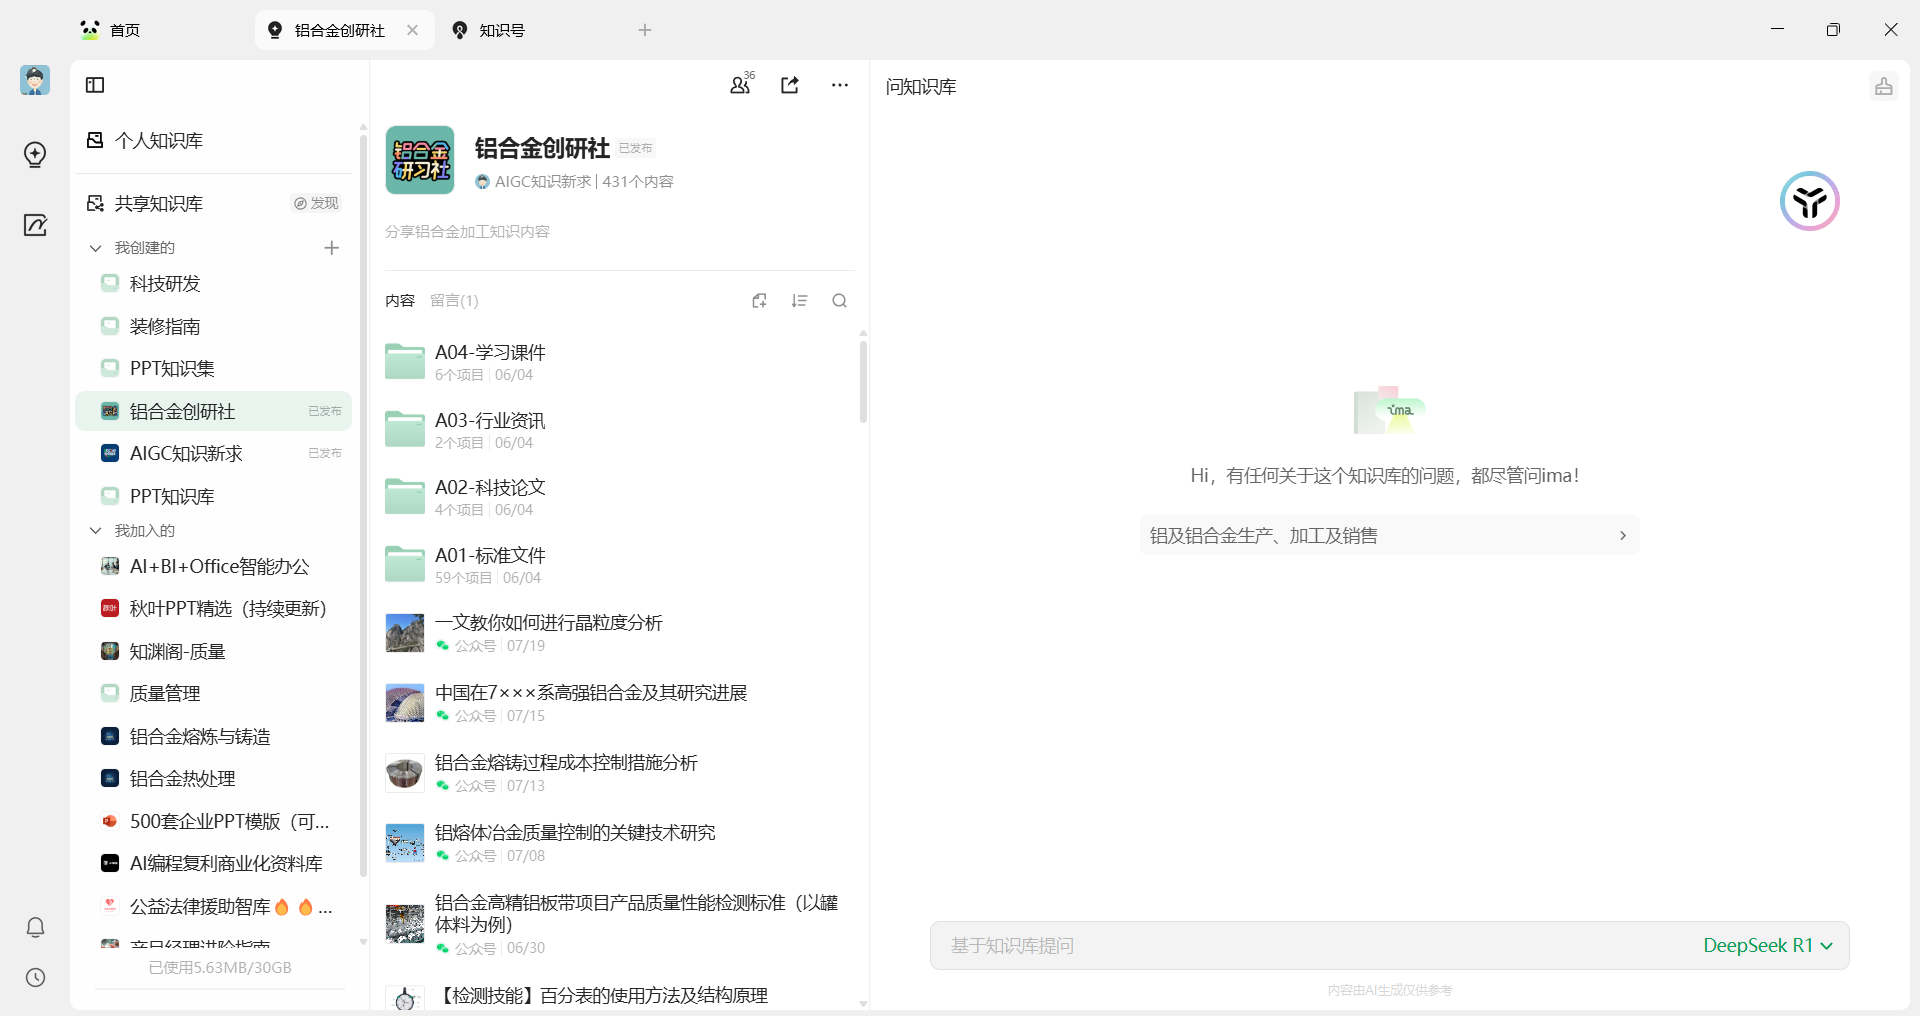 首页
铝合金创研社
知识号
个人知识库
共享知识库
发现
我创建的
科技研发
装修指南
PPT知识集
铝合金创研社
已发布
AIGC知识新求
已发布
PPT知识库
我加入的
AI+BI+Office智能办公
秋叶PPT精选（持续更新）
知渊阁-质量
质量管理
铝合金熔炼与铸造
铝合金热处理
500套企业PPT模版（可...
AI编程复利商业化资料库
公益法律援助智库🔥🔥...
产品经理进阶指南
已使用5.63MB/30GB
36
铝合金研习社
铝合金创研社
已发布
AIGC知识新求 | 431个内容
分享铝合金加工知识内容
内容
留言(1)
A04-学习课件
6个项目 | 06/04
A03-行业资讯
2个项目 | 06/04
A02-科技论文
4个项目 | 06/04
A01-标准文件
59个项目 | 06/04
一文教你如何进行晶粒度分析
公众号 | 07/19
中国在7×××系高强铝合金及其研究进展
公众号 | 07/15
铝合金熔铸过程成本控制措施分析
公众号 | 07/13
铝熔体冶金质量控制的关键技术研究
公众号 | 07/08
铝合金高精铝板带项目产品质量性能检测标准（以罐
体料为例）
公众号 | 06/30
【检测技能】百分表的使用方法及结构原理
问知识库
ima
Hi，有任何关于这个知识库的问题，都尽管问ima！
铝及铝合金生产、加工及销售
基于知识库提问
DeepSeek R1
内容由AI生成仅供参考